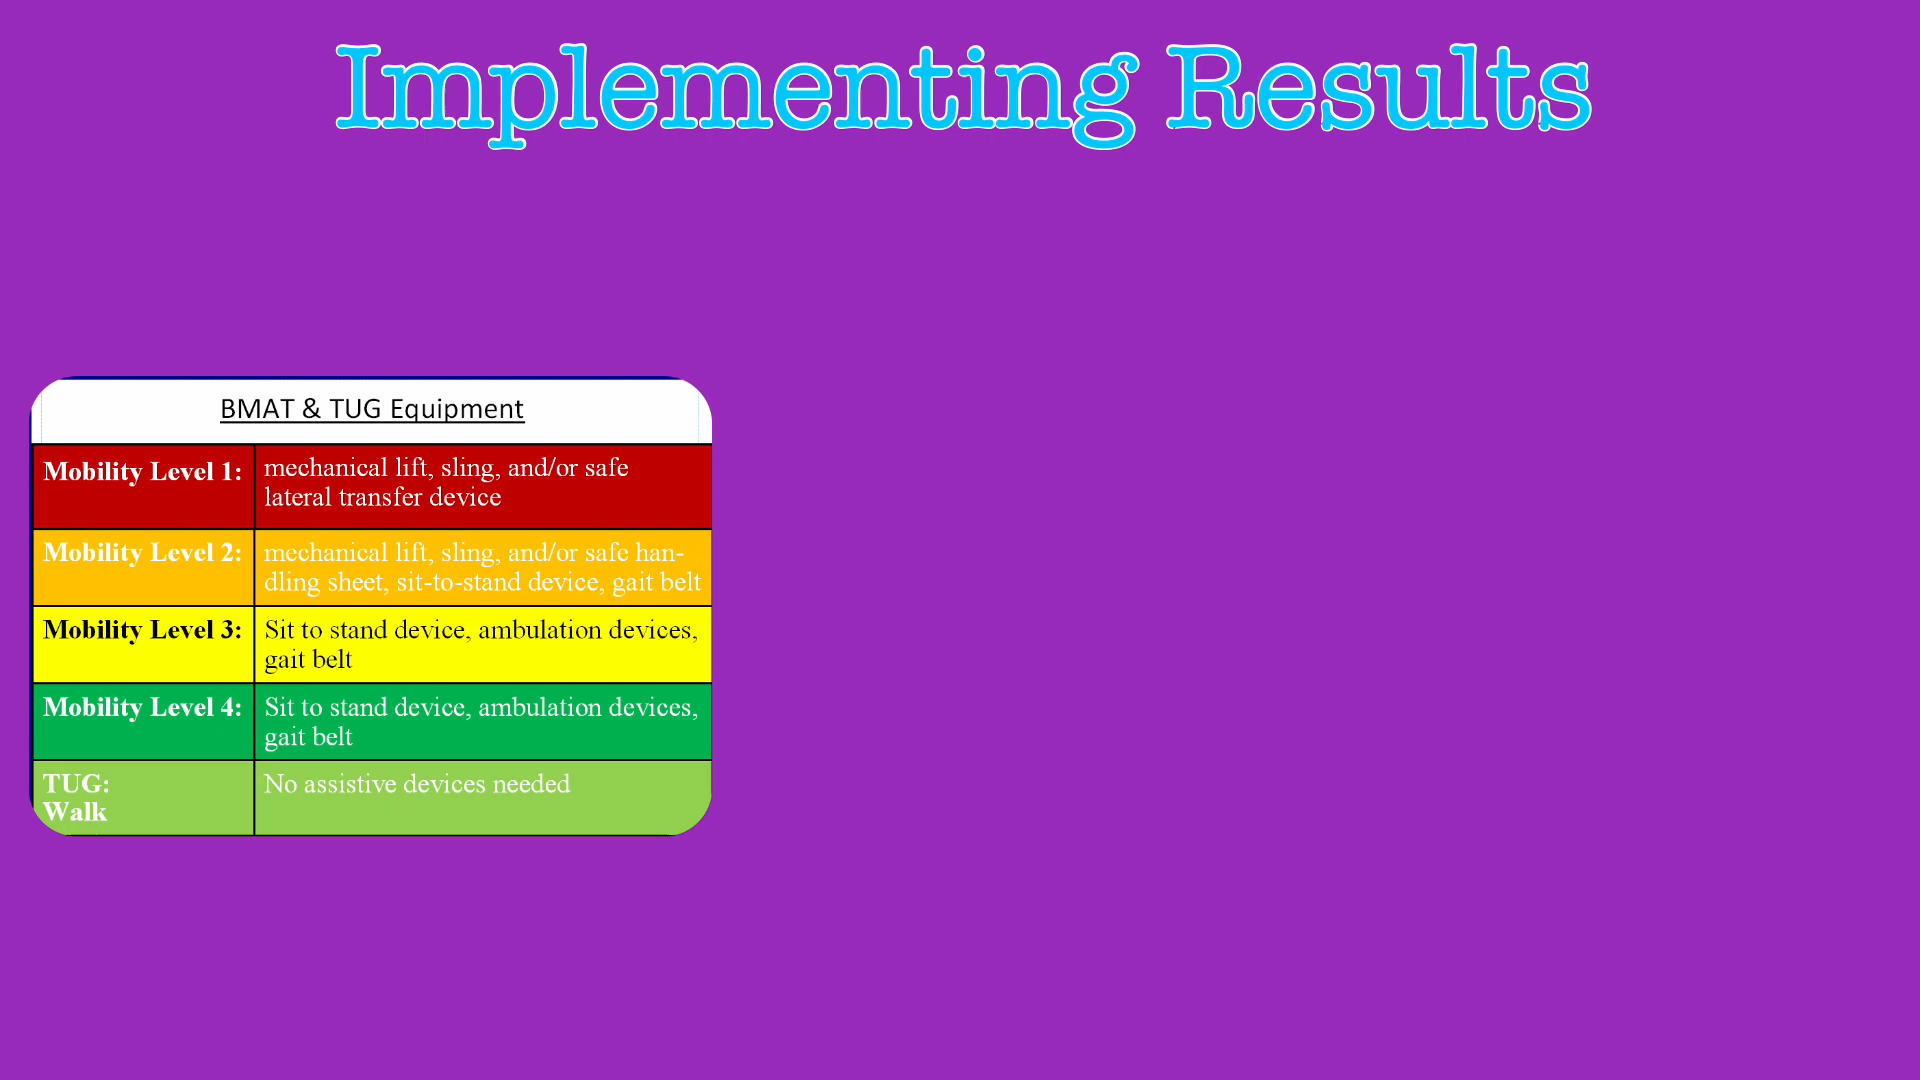 Implementing Results
BMAT & TUG Equipment
Mobility Level 1:
mechanical lift, sling, and/or safe
lateral transfer device
Mobility Level 2:
mechanical lift, sling, and/or safe han-
dling sheet, sit-to-stand device, gait belt
Mobility Level 3:
Sit to stand device, ambulation devices,
gait belt
Mobility Level 4:
Sit to stand device, ambulation devices,
gait belt
TUG:
Walk
No assistive devices needed